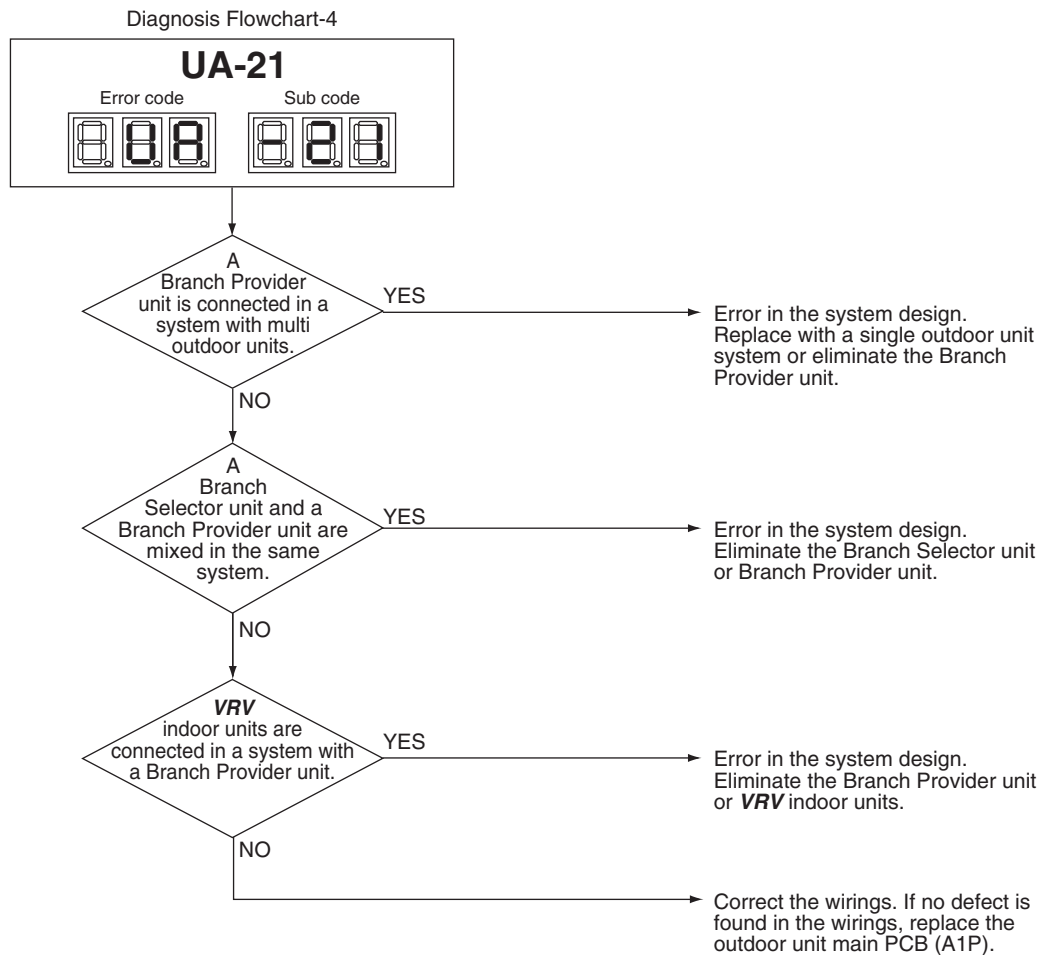 Diagnosis Flowchart-4
UA-21
Error code
Sub code
UA
-21
A
Branch Provider
unit is connected in a
system with multi
outdoor units.
YES
Error in the system design.
Replace with a single outdoor unit
system or eliminate the Branch
Provider unit.
NO
A
Branch
Selector unit and a
Branch Provider unit are
mixed in the same
system.
YES
Error in the system design.
Eliminate the Branch Selector unit
or Branch Provider unit.
NO
VRV
indoor units are
connected in a system with
a Branch Provider unit.
YES
Error in the system design.
Eliminate the Branch Provider unit
or VRV indoor units.
NO
Correct the wirings. If no defect is
found in the wirings, replace the
outdoor unit main PCB (A1P).